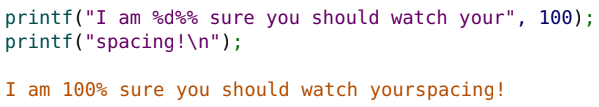 printf("I am %d%% sure you should watch your", 100);
printf("spacing!\n");
I am 100% sure you should watch yourspacing!